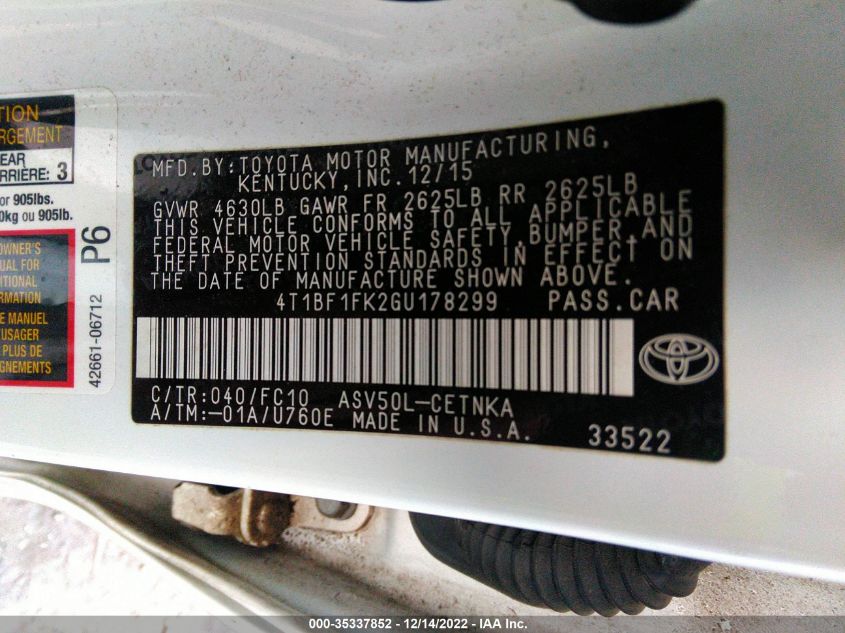 TION
RGEMENT
EAR
RRIÈRE: 3
or 905lbs.
0kg ou 905lb.
OWNER'S
UAL FOR
ITIONAL
RMATION
E MANUEL
USAGER
PLUS DE
GNEMENTS
P6
42661-06712
MFD.BY:TOYOTA MOTOR MANUFACTURING,
KENTUCKY,INC.12/15
GVWR 4630LB GAWR FR 2625LB RR 2625LB
THIS VEHICLE CONFORMS TO ALL APPLICABLE
FEDERAL MOTOR VEHICLE SAFETY,BUMPER,AND
THEFT PREVENTION STANDARDS IN EFFECT ON
THE DATE OF MANUFACTURE SHOWN ABOVE.
4T1BF1FK2GU178299 PASS.CAR
C/TR:040/FC10 ASV50L-CETNKA
A/TM:-01A/U760E MADE IN U.S.A. 33522
000-35337852 - 12/14/2022 - IAA Inc.